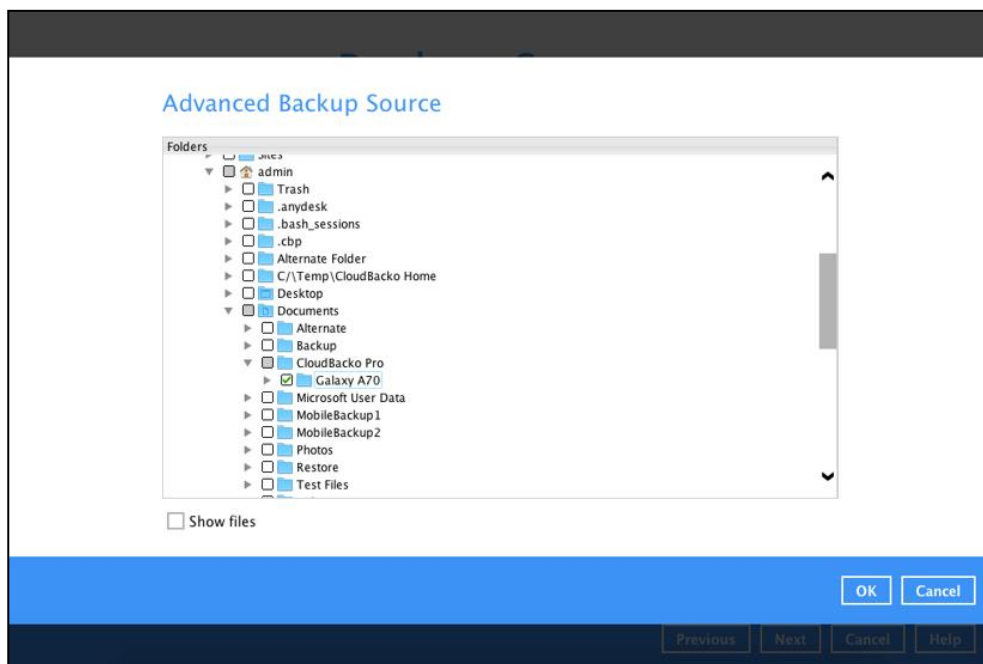 Advanced Backup Source
Folders
Sites
admin
Trash
.anydesk
.bash_sessions
.cbp
Alternate Folder
C/\Temp\CloudBacko Home
Desktop
Documents
Alternate
Backup
CloudBacko Pro
Galaxy A70
Microsoft User Data
MobileBackup1
MobileBackup2
Photos
Restore
Test Files
Show files
OK Cancel
Previous Next Cancel Help